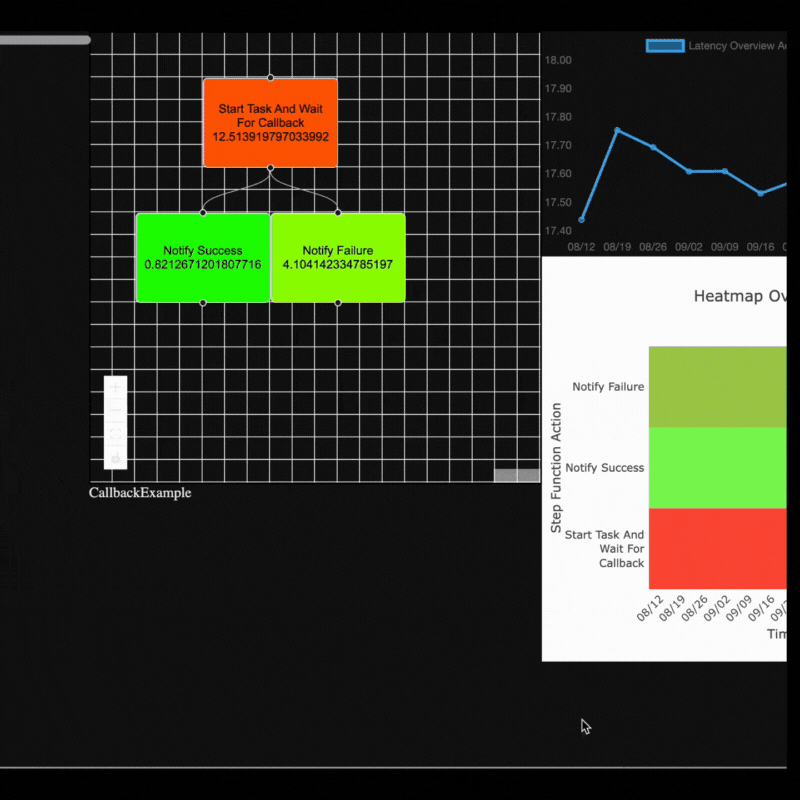 Start Task And Wait
For Callback
12.513919797033992
Notify Success
0.8212671201807716
Notify Failure
4.104142334785197
CallbackExample
Latency Overview
18.00
17.90
17.80
17.70
17.60
17.50
17.40
08/12 08/19 08/26 09/02 09/09 09/16
Heatmap
Step Function Action
Notify Failure
Notify Success
Start Task And
Wait For
Callback
08/12 08/19 08/26 09/02 09/09 09/16